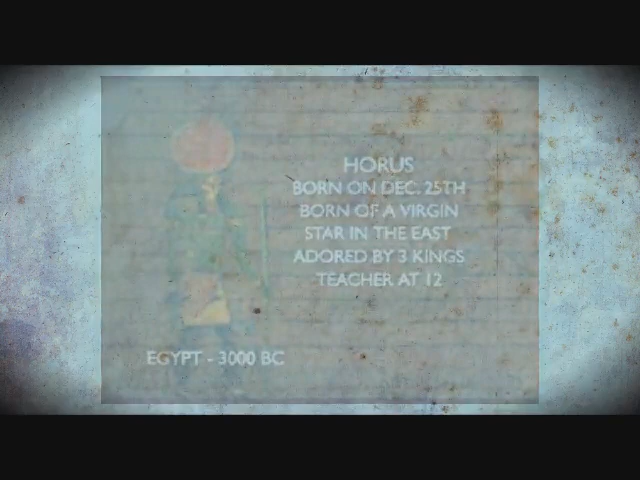 HORUS
BORN ON DEC. 25TH
BORN OF A VIRGIN
STAR IN THE EAST
ADORED BY 3 KINGS
TEACHER AT 12
EGYPT - 3000 BC